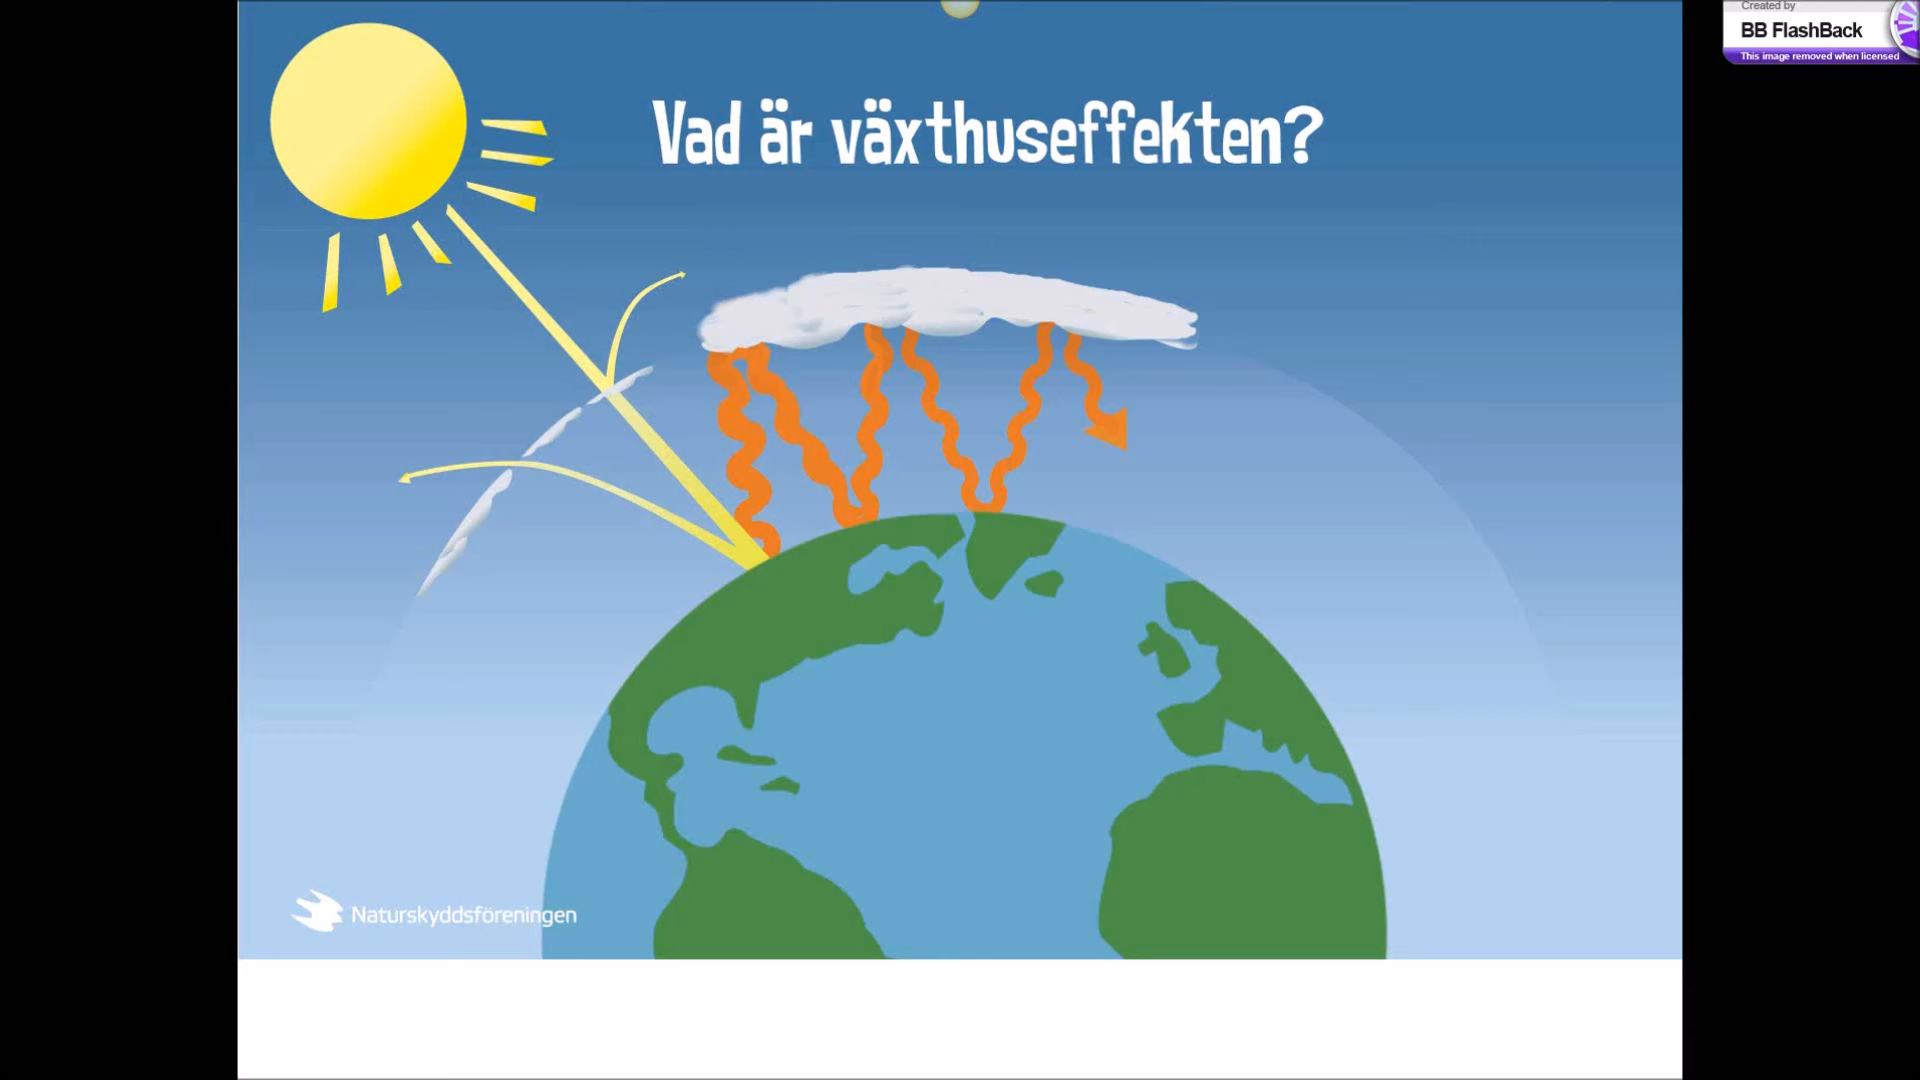 Created by
BB FlashBack
This image removed when licensed
Vad är växthuseffekten?
Naturskyddsföreningen